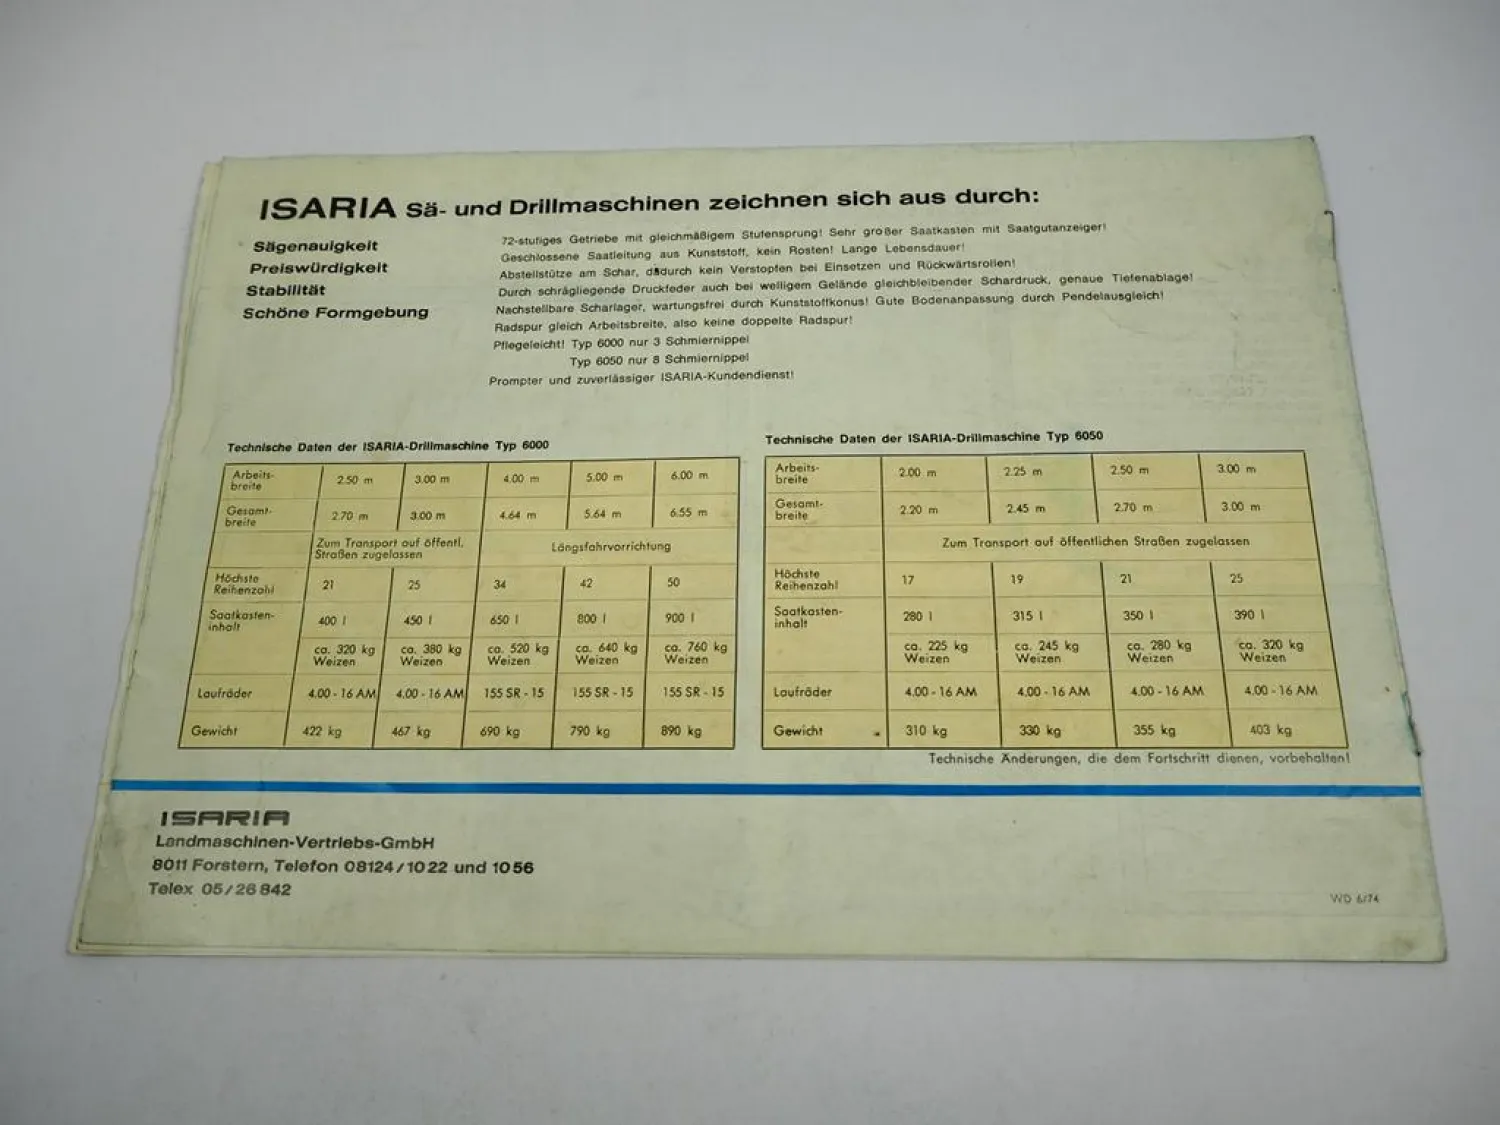 ISARIA Sä- und Drillmaschinen zeichnen sich aus durch:
Sägenauigkeit
Preiswürdigkeit
Stabilität
Schöne Formgebung
72-stufiges Getriebe mit gleichmäßigem Stufensprung! Sehr großer Saatkasten mit Saatgutanzeiger!
Geschlossene Saatleitung aus Kunststoff, kein Rosten! Lange Lebensdauer!
Abstellstütze am Schar, dadurch kein Verstopfen bei Einsetzen und Rückwärtsrollen!
Durch schrägliegende Druckfeder auch bei welligem Gelände gleichbleibender Schardruck, genaue Tiefenablage!
Nachstellbare Scharlager, wartungsfrei durch Kunststoffkonus! Gute Bodenanpassung durch Pendelausgleich!
Radspur gleich Arbeitsbreite, also keine doppelte Radspur!
Pflegeleicht! Typ 6000 nur 3 Schmiernippel
Typ 6050 nur 8 Schmiernippel
Prompter und zuverlässiger ISARIA-Kundendienst!
Technische Daten der ISARIA-Drillmaschine Typ 6000
Arbeits-
breite 2.50 m 3.00 m 4.00 m 5.00 m 6.00 m
Gesamt-
breite 2.70 m 3.00 m 4.64 m 5.64 m 6.55 m
Zum Transport auf öffentl.
Straßen zugelassen Längsfahrvorrichtung
Höchste
Reihenzahl 21 25 34 42 50
Saatkasten-
inhalt 400 l 450 l 650 l 800 l 900 l
ca. 320 kg ca. 380 kg ca. 520 kg ca. 640 kg ca. 760 kg
Weizen Weizen Weizen Weizen Weizen
Laufräder 4.00 - 16 AM 4.00 - 16 AM 155 SR - 15 155 SR - 15 155 SR - 15
Gewicht 422 kg 467 kg 690 kg 790 kg 890 kg
Technische Daten der ISARIA-Drillmaschine Typ 6050
Arbeits-
breite 2.00 m 2.25 m 2.50 m 3.00 m
Gesamt-
breite 2.20 m 2.45 m 2.70 m 3.00 m
Zum Transport auf öffentlichen Straßen zugelassen
Höchste
Reihenzahl 17 19 21 25
Saatkasten-
inhalt 280 l 315 l 350 l 390 l
ca. 225 kg ca. 245 kg ca. 280 kg ca. 320 kg
Weizen Weizen Weizen Weizen
Laufräder 4.00 - 16 AM 4.00 - 16 AM 4.00 - 16 AM 4.00 - 16 AM
Gewicht 310 kg 330 kg 355 kg 403 kg
Technische Änderungen, die dem Fortschritt dienen, vorbehalten!
ISARIA
Landmaschinen-Vertriebs-GmbH
8011 Forstern, Telefon 08124/1022 und 1056
Telex 05/26 842
WD 6/74